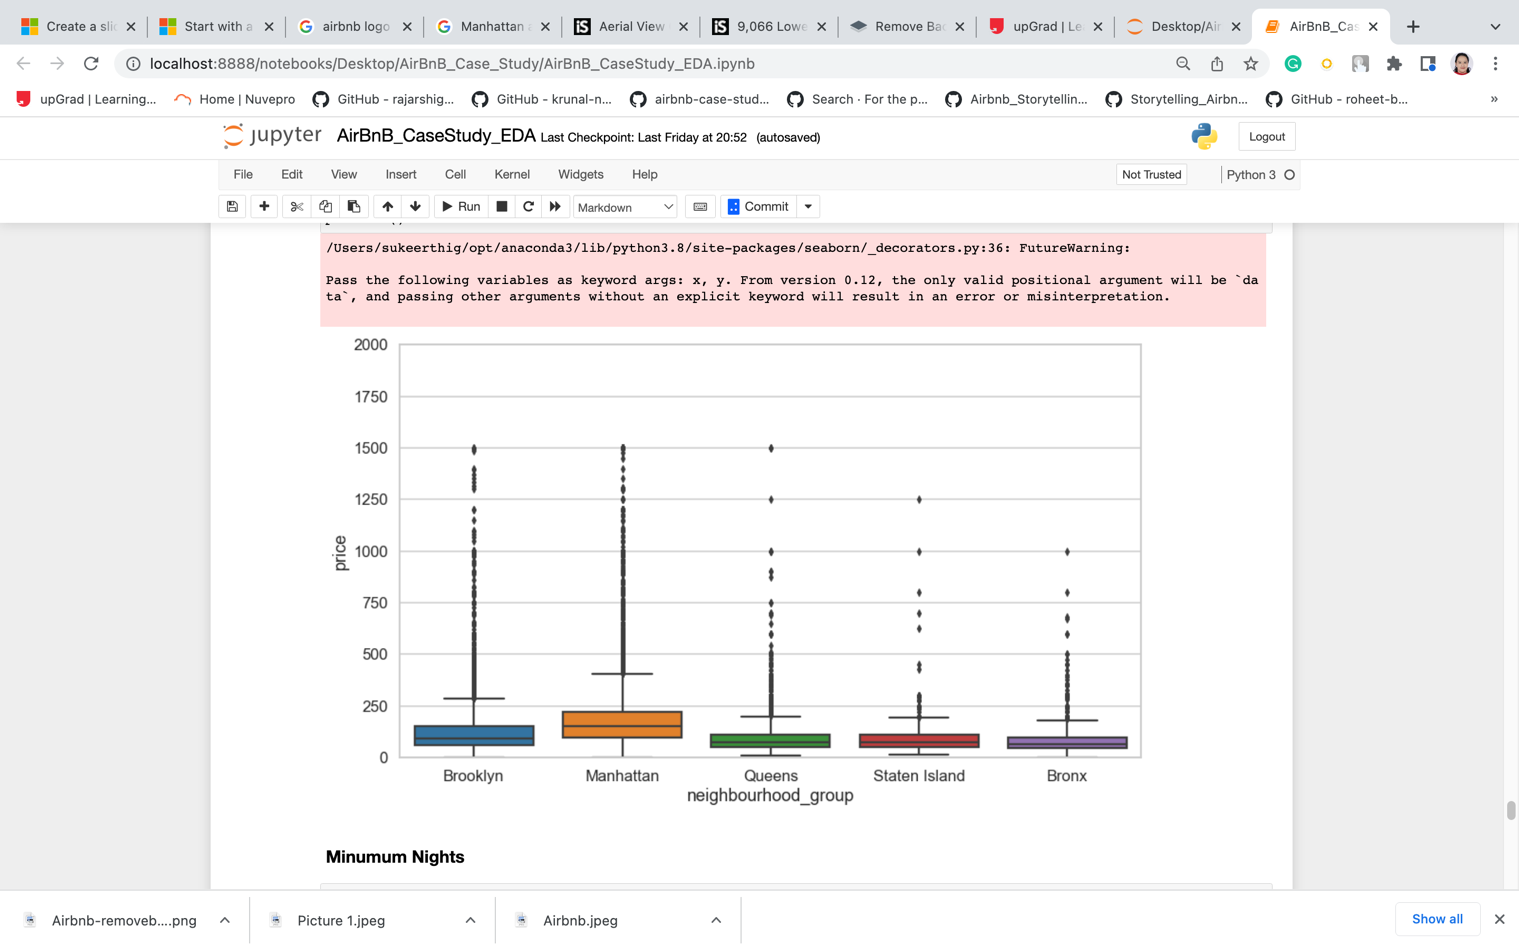 Create a slic
Start with a
airbnb logo
Manhattan a
Aerial View
9,066 Lowe
Remove Bac
upGrad | Lea
Desktop/Air
AirBnB_Cas
localhost:8888/notebooks/Desktop/AirBnB_Case_Study/AirBnB_CaseStudy_EDA.ipynb
upGrad | Learning...
Home | Nuvepro
GitHub - rajarshig...
GitHub - krunal-n...
airbnb-case-stud...
Search · For the p...
Airbnb_Storytellin...
Storytelling_Airbn...
GitHub - roheet-b...
»
jupyter AirBnB_CaseStudy_EDA Last Checkpoint: Last Friday at 20:52 (autosaved)
Logout
File Edit View Insert Cell Kernel Widgets Help
Not Trusted
Python 3
Run
Markdown
Commit
/Users/sukeerthig/opt/anaconda3/lib/python3.8/site-packages/seaborn/_decorators.py:36: FutureWarning:
Pass the following variables as keyword args: x, y. From version 0.12, the only valid positional argument will be `da
ta`, and passing other arguments without an explicit keyword will result in an error or misinterpretation.
2000
1750
1500
1250
1000
750
500
250
0
price
Brooklyn Manhattan Queens Staten Island Bronx
neighbourhood_group
Minumum Nights
Airbnb-removeb....png
Picture 1.jpeg
Airbnb.jpeg
Show all